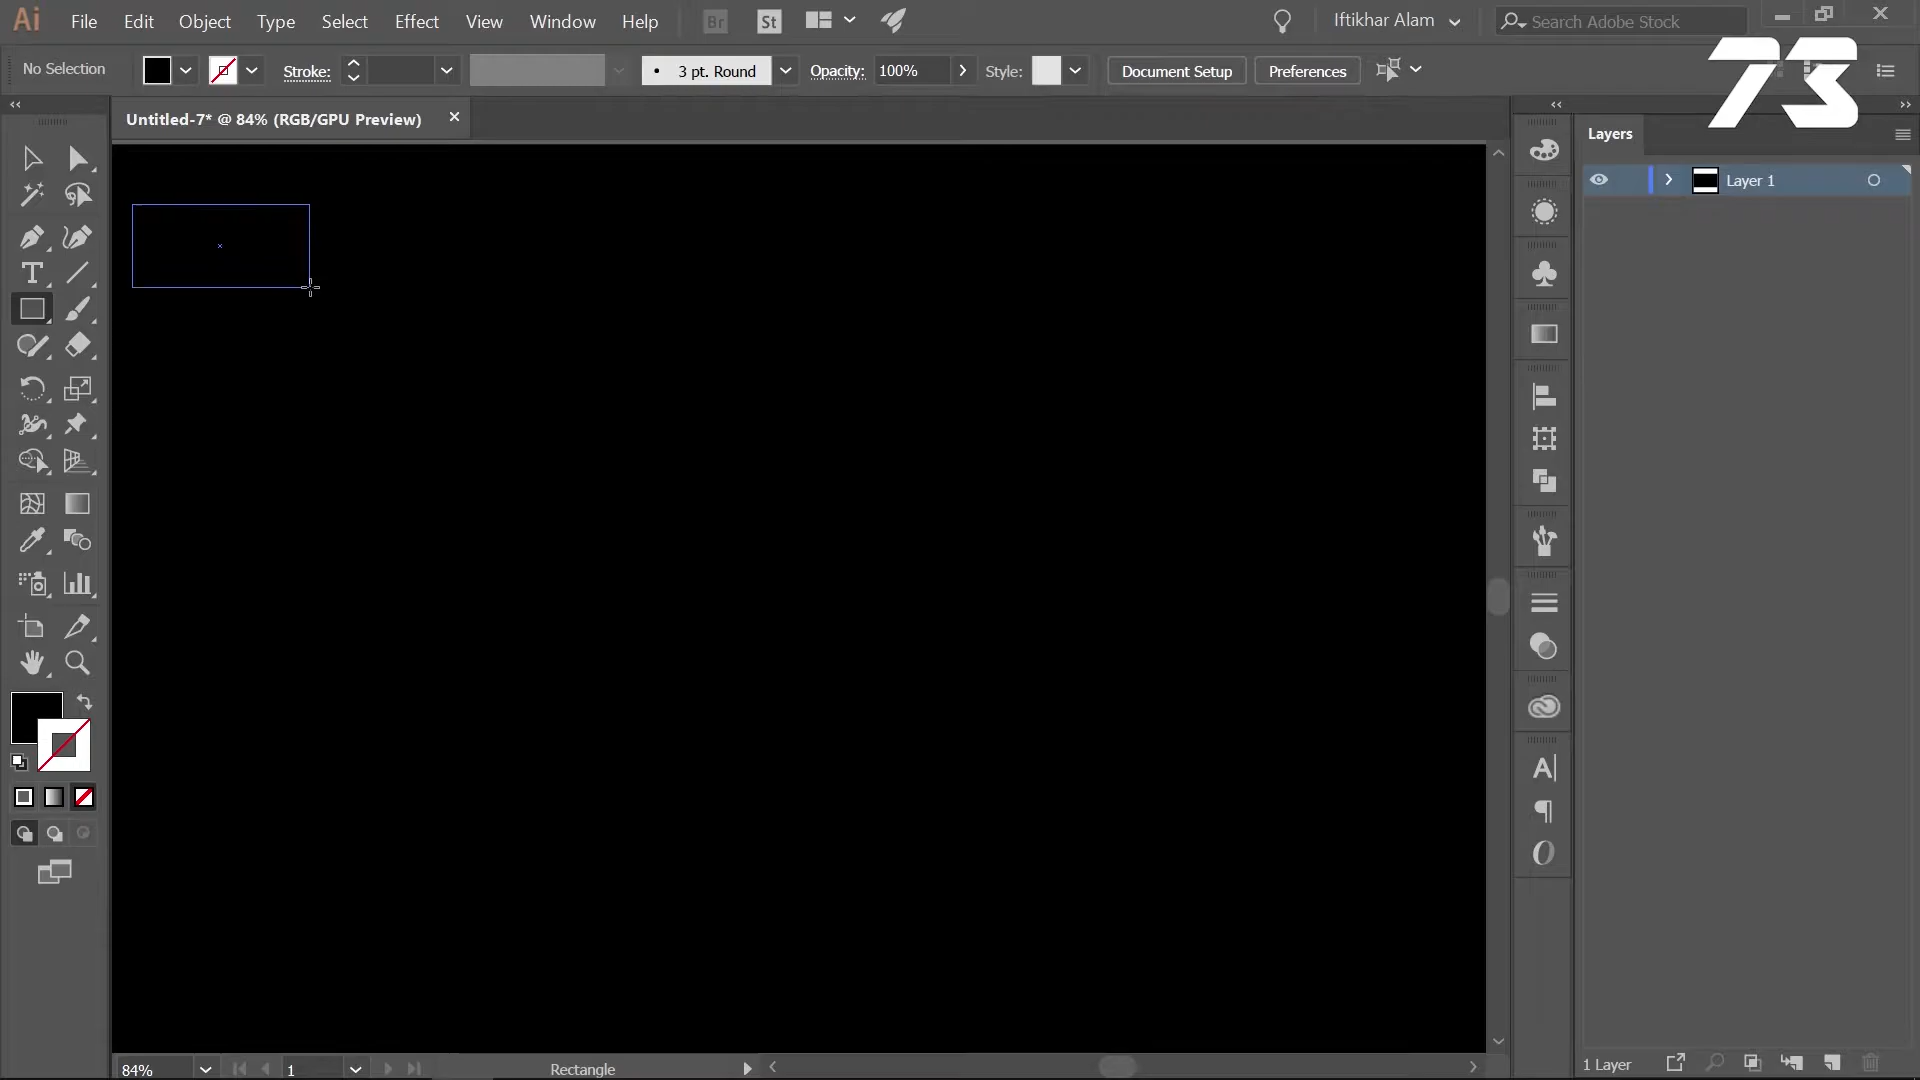 Ai File Edit Object Type Select Effect View Window Help Br St Iftikhar Alam Search Adobe Stock
No Selection Stroke: 3 pt. Round Opacity: 100% Style: Document Setup Preferences
73
Untitled-7* @ 84% (RGB/GPU Preview)
Layers
Layer 1
84% 1 Rectangle
1 Layer